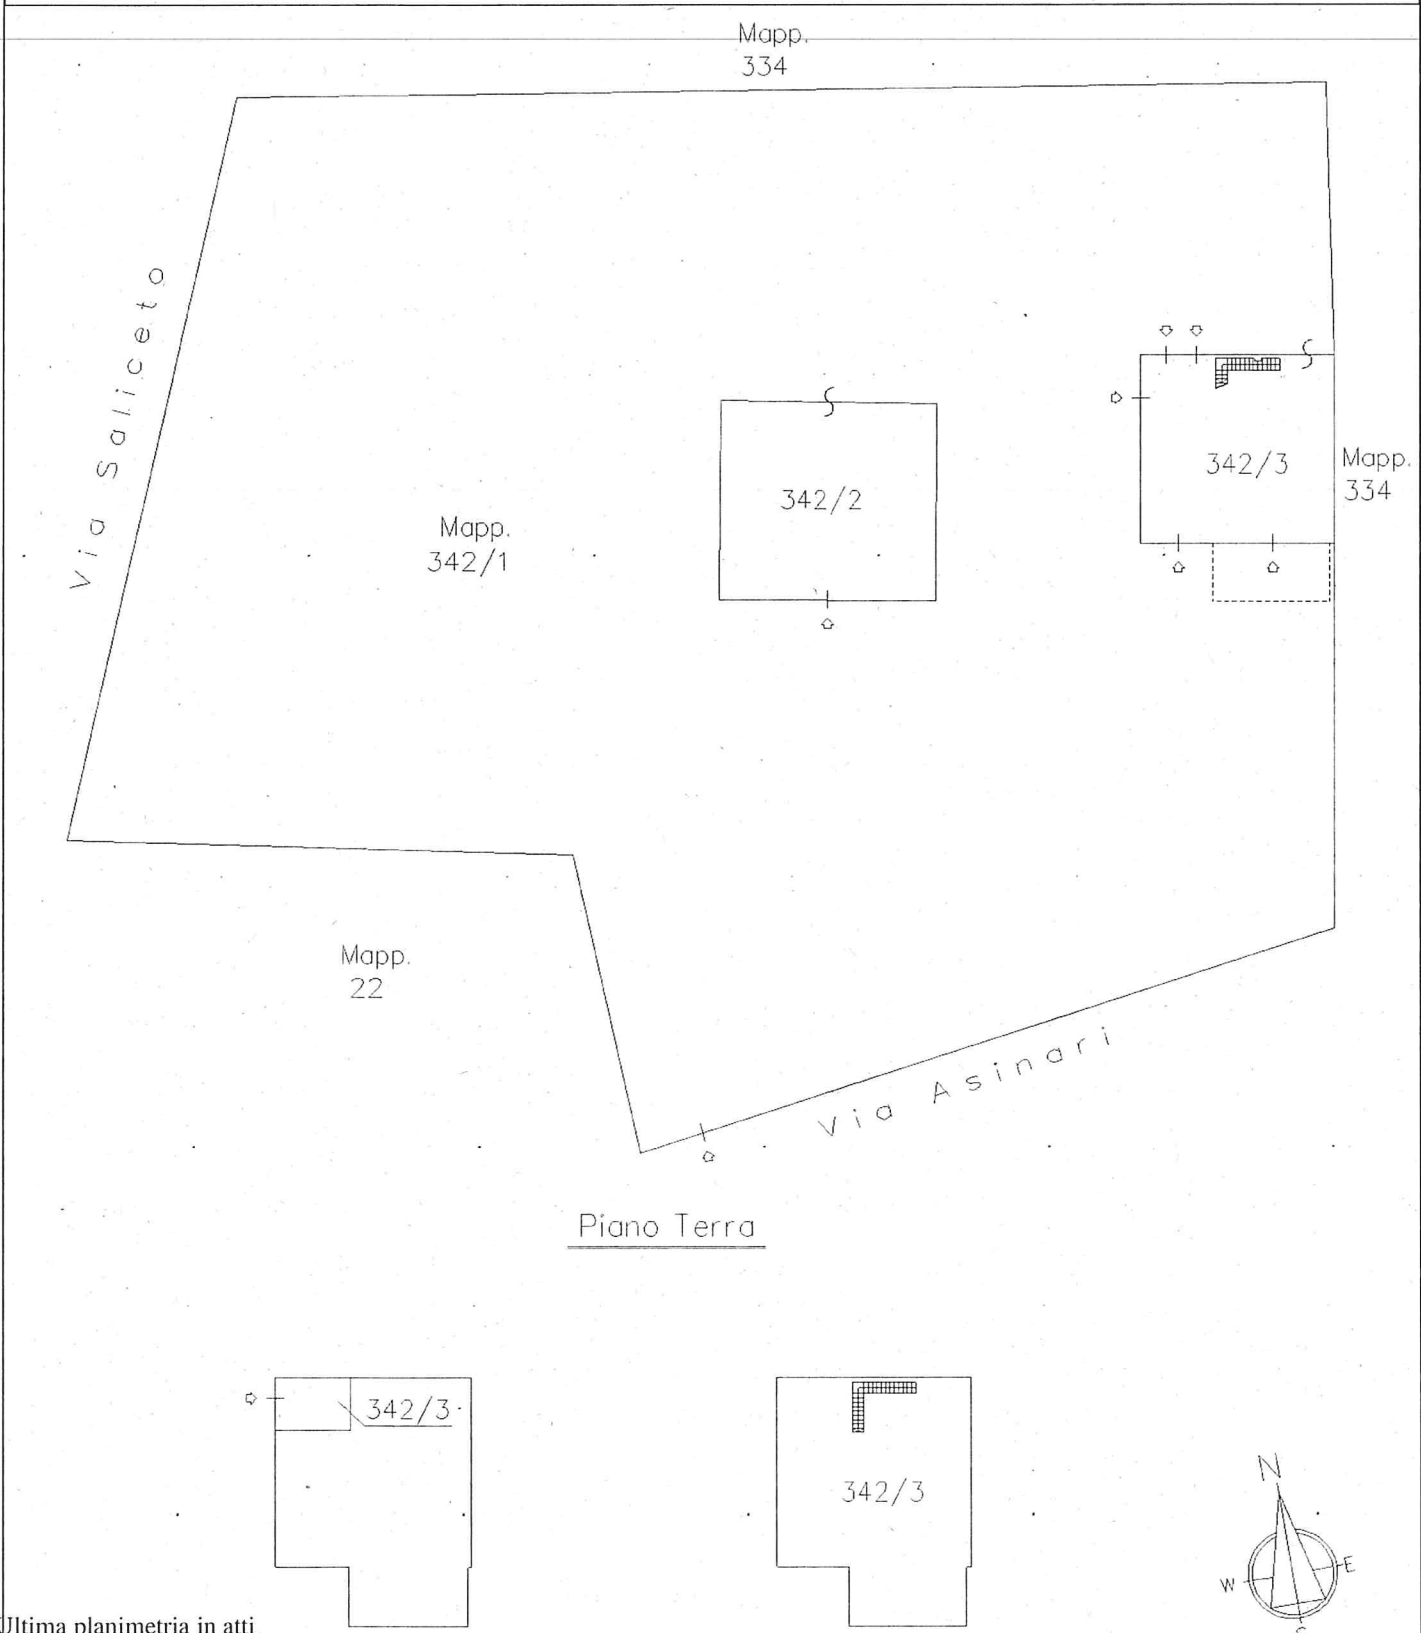 Mapp.
334
Via Saliceto
Mapp.
342/1
342/2
342/3
Mapp.
334
Mapp.
22
Via Asinari
Piano Terra
342/3
342/3
N
W
E
S
Ultima planimetria in atti